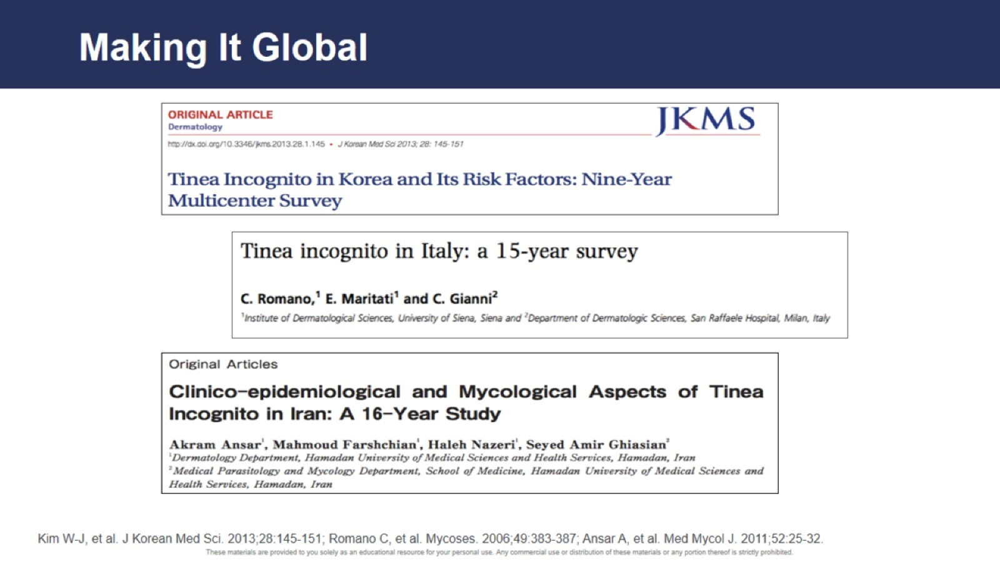 Making It Global
ORIGINAL ARTICLE
JKMS
Dermatology
http://dx.doi.org/10.3346/jkms.2013.28.1.145 • J Korean Med Sci 2013; 28: 145-151
Tinea Incognito in Korea and Its Risk Factors: Nine-Year
Multicenter Survey
Tinea incognito in Italy: a 15-year survey
C. Romano,¹ E. Maritati¹ and C. Gianni²
¹Institute of Dermatological Sciences, University of Siena, Siena and ²Department of Dermatologic Sciences, San Raffaele Hospital, Milan, Italy
Original Articles
Clinico-epidemiological and Mycological Aspects of Tinea
Incognito in Iran: A 16-Year Study
Akram Ansar¹, Mahmoud Farshchian¹, Haleh Nazeri¹, Seyed Amir Ghiasian²
¹Dermatology Department, Hamadan University of Medical Sciences and Health Services, Hamadan, Iran
²Medical Parasitology and Mycology Department, School of Medicine, Hamadan University of Medical Sciences and
Health Services, Hamadan, Iran
Kim W-J, et al. J Korean Med Sci. 2013;28:145-151; Romano C, et al. Mycoses. 2006;49:383-387; Ansar A, et al. Med Mycol J. 2011;52:25-32.
These materials are provided to you solely as an educational resource for your personal use. Any commercial use or distribution of these materials or any portion thereof is strictly prohibited.